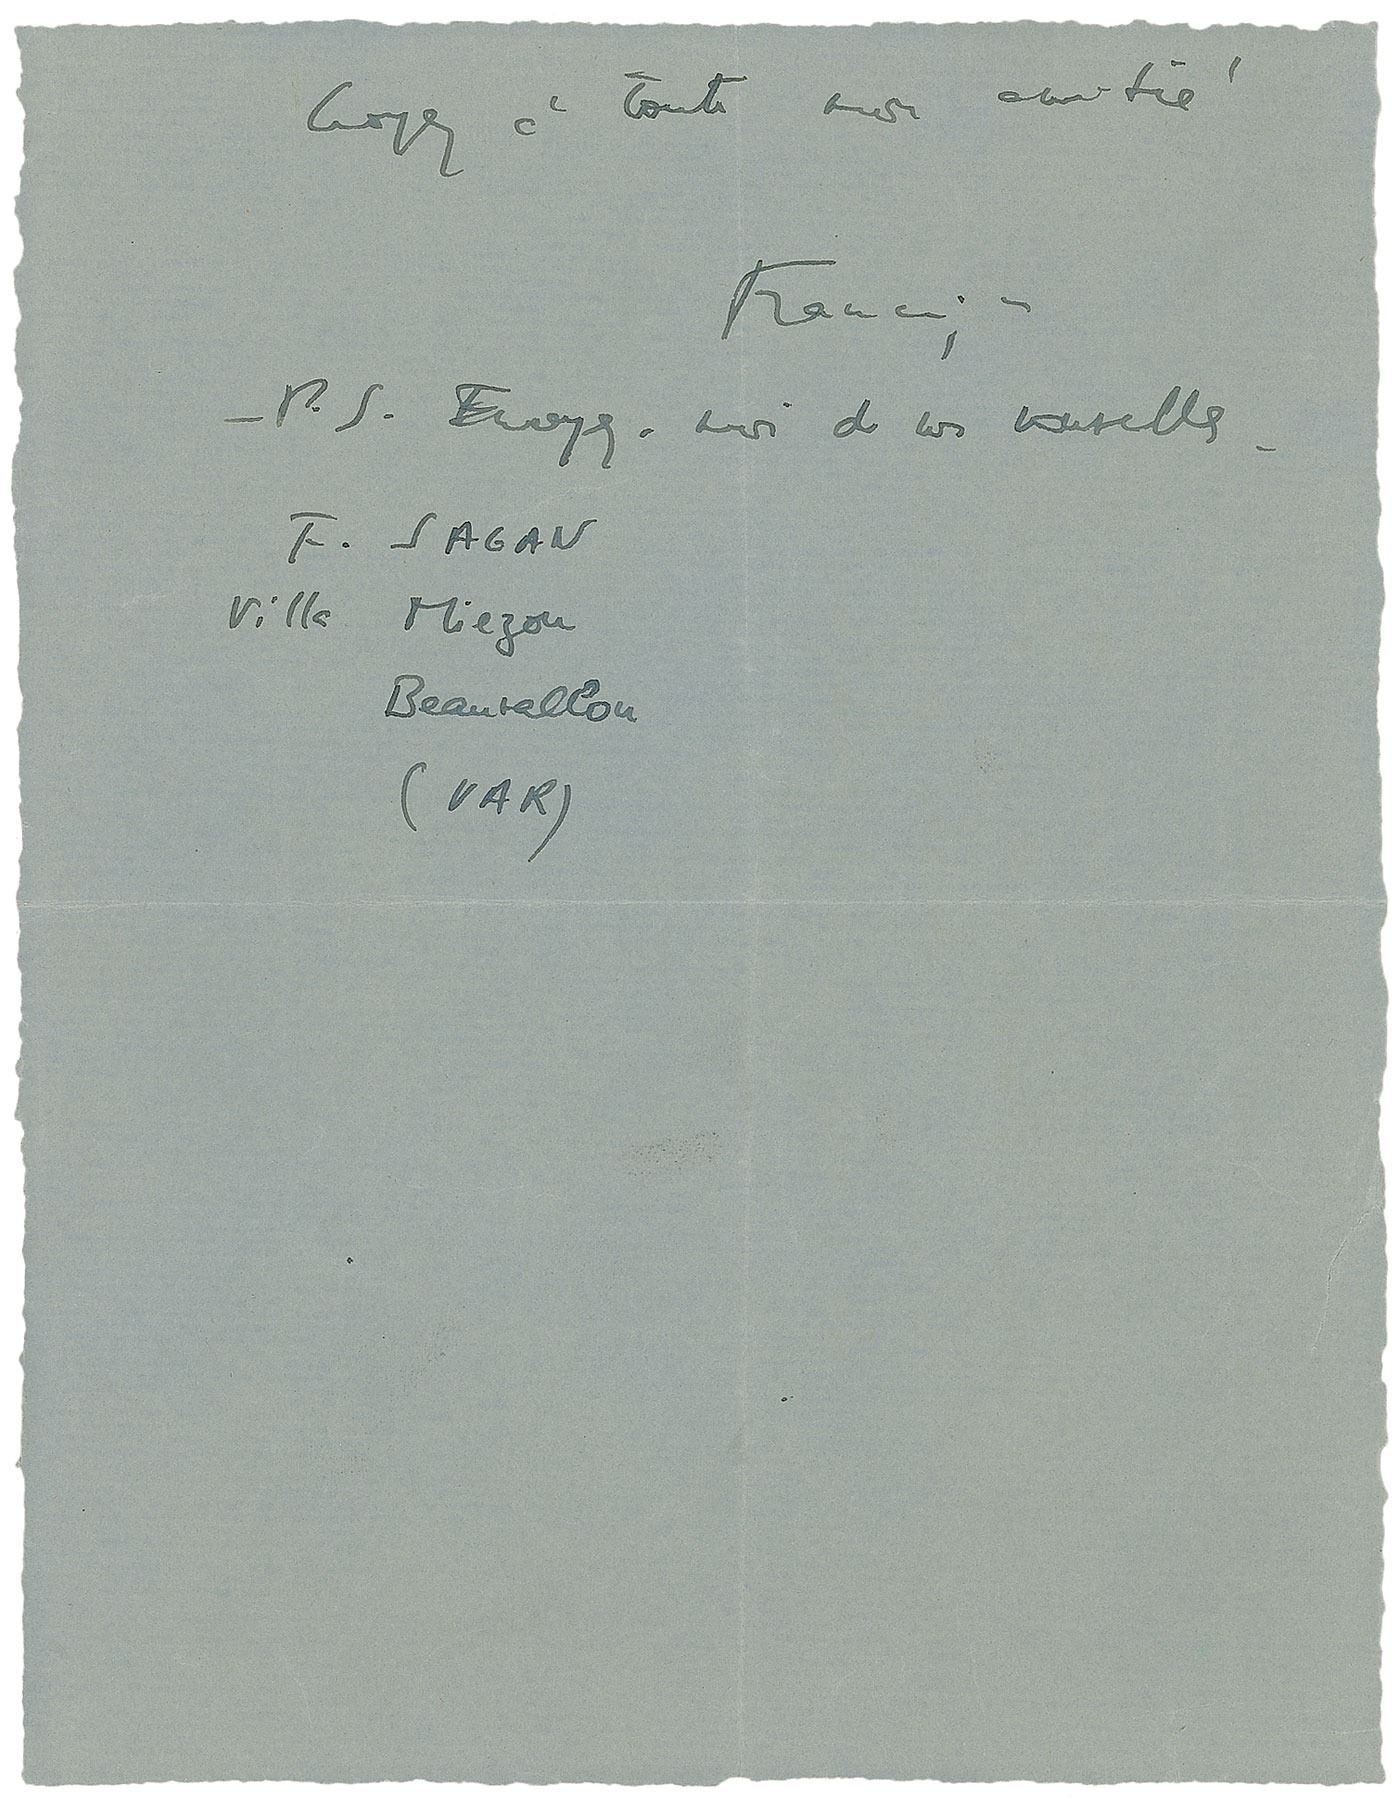 Croyez à toute mon amitié
Françoise
_ P.S. Envoyez-moi de vos nouvelles _
F. SAGAN
Villa Miezou
Beauvallon
(VAR)